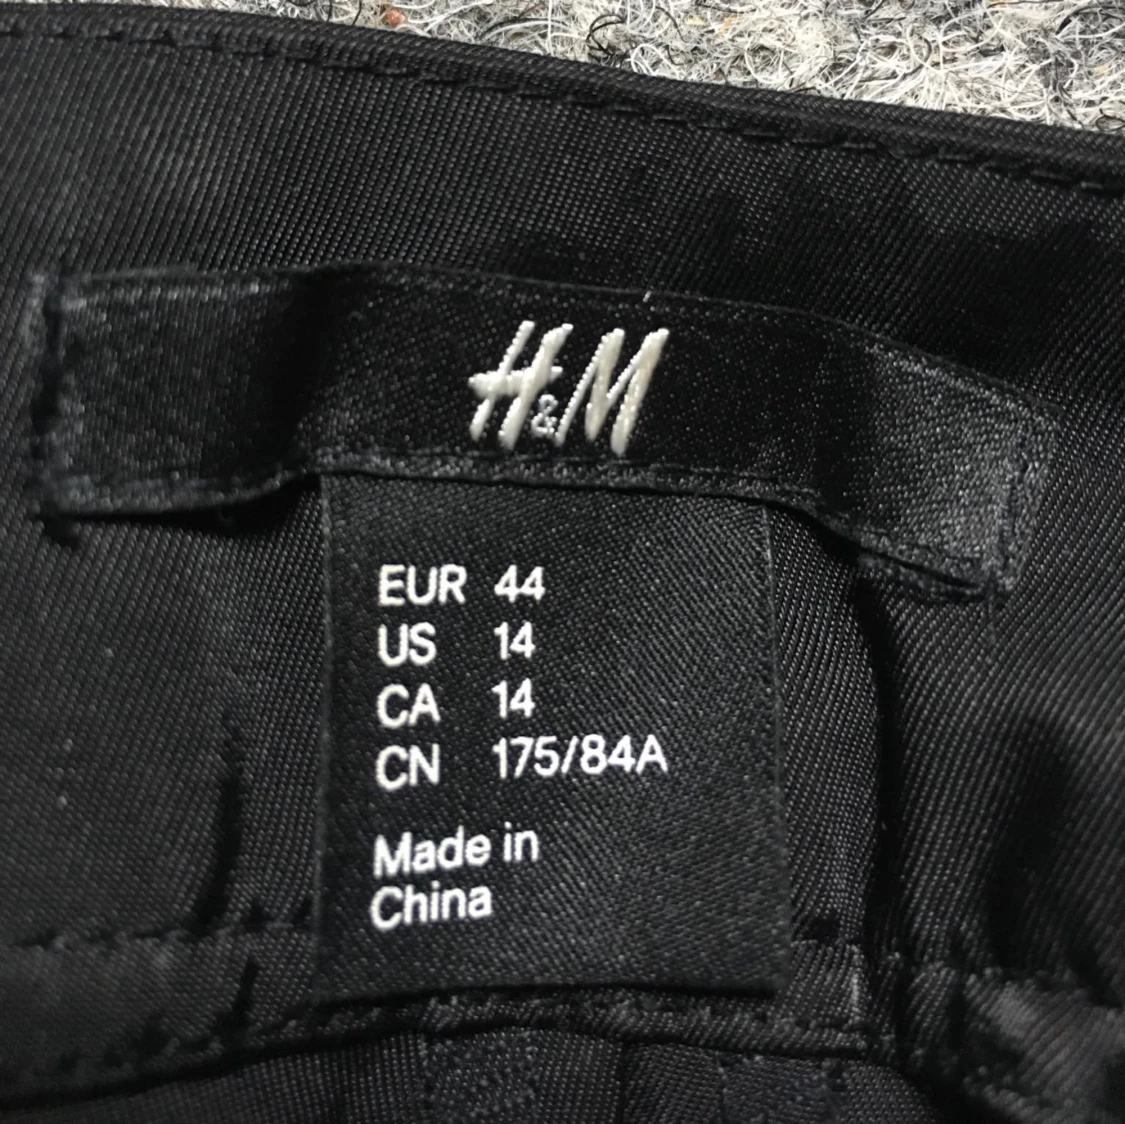 H&M
EUR 44
US 14
CA 14
CN 175/84A
Made in
China